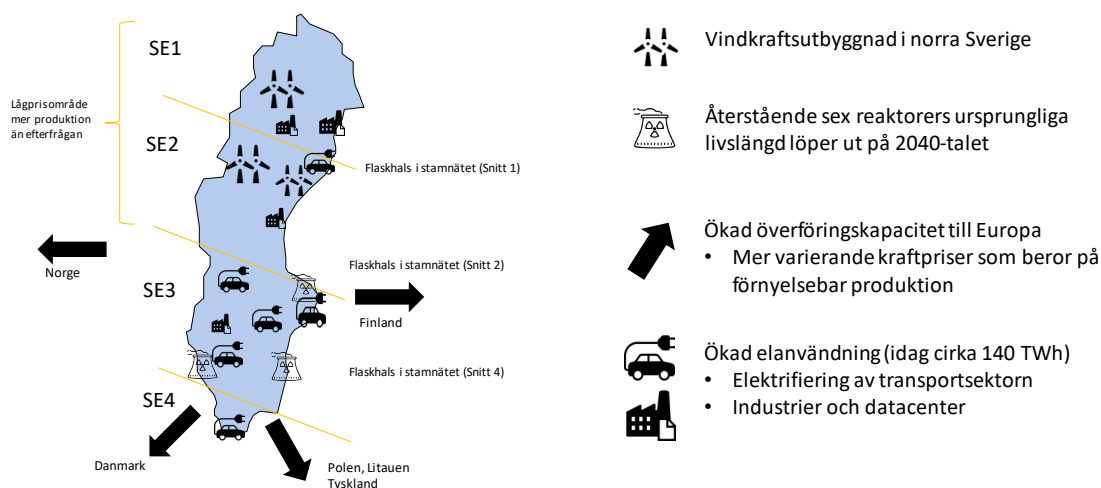 SE1
Lågprisområde
mer produktion
än efterfrågan
SE2
Flaskhals i stamnätet (Snitt 1)
Norge
Flaskhals i stamnätet (Snitt 2)
SE3
Finland
Flaskhals i stamnätet (Snitt 4)
SE4
Danmark
Polen, Litauen
Tyskland
Vindkraftsutbyggnad i norra Sverige
Återstående sex reaktorers ursprungliga
livslängd löper ut på 2040-talet
Ökad överföringskapacitet till Europa
• Mer varierande kraftpriser som beror på
förnyelsebar produktion
Ökad elanvändning (idag cirka 140 TWh)
• Elektrifiering av transportsektorn
• Industrier och datacenter